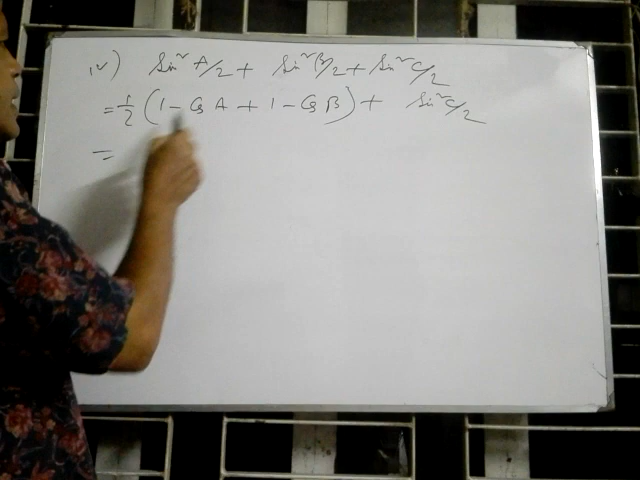 iv) Sin²A/2 + Sin²B/2 + Sin²C/2
= 1/2 (1 - Cos A + 1 - Cos B) + Sin²C/2
=